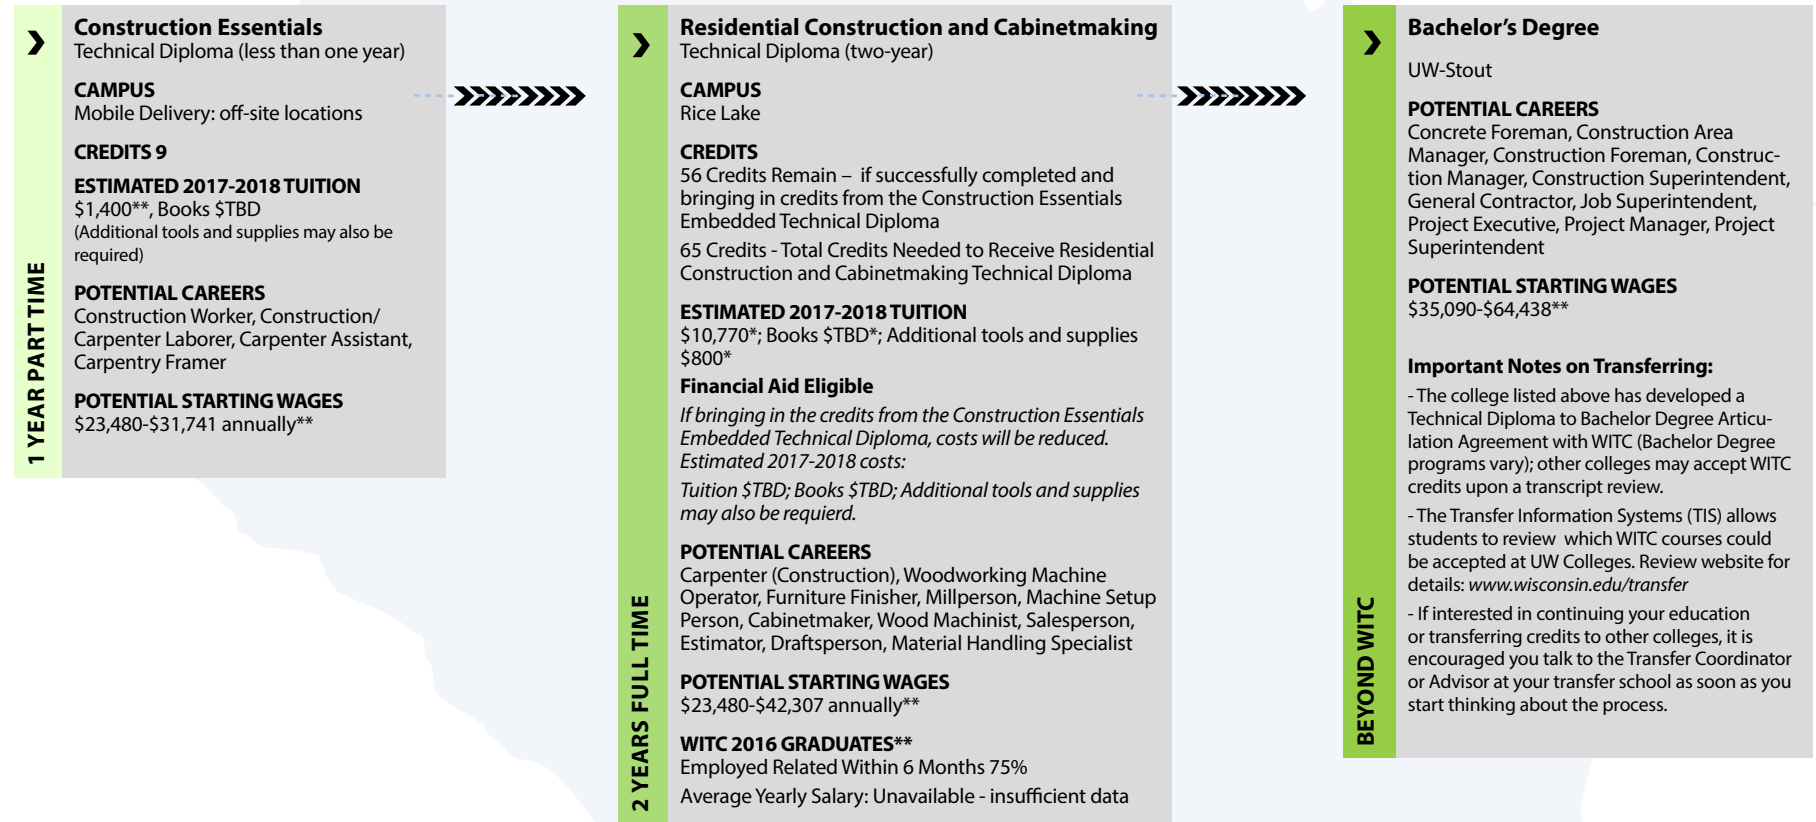 Construction Essentials
Technical Diploma (less than one year)
CAMPUS
Mobile Delivery: off-site locations
CREDITS 9
ESTIMATED 2017-2018 TUITION
$1,400**, Books $TBD
(Additional tools and supplies may also be
required)
POTENTIAL CAREERS
Construction Worker, Construction/
Carpenter Laborer, Carpenter Assistant,
Carpentry Framer
POTENTIAL STARTING WAGES
$23,480-$31,741 annually**
1 YEAR PART TIME
Residential Construction and Cabinetmaking
Technical Diploma (two-year)
CAMPUS
Rice Lake
CREDITS
56 Credits Remain – if successfully completed and
bringing in credits from the Construction Essentials
Embedded Technical Diploma
65 Credits - Total Credits Needed to Receive Residential
Construction and Cabinetmaking Technical Diploma
ESTIMATED 2017-2018 TUITION
$10,770*; Books $TBD*; Additional tools and supplies
$800*
Financial Aid Eligible
If bringing in the credits from the Construction Essentials
Embedded Technical Diploma, costs will be reduced.
Estimated 2017-2018 costs:
Tuition $TBD; Books $TBD; Additional tools and supplies
may also be requierd.
POTENTIAL CAREERS
Carpenter (Construction), Woodworking Machine
Operator, Furniture Finisher, Millperson, Machine Setup
Person, Cabinetmaker, Wood Machinist, Salesperson,
Estimator, Draftsperson, Material Handling Specialist
POTENTIAL STARTING WAGES
$23,480-$42,307 annually**
WITC 2016 GRADUATES**
Employed Related Within 6 Months 75%
Average Yearly Salary: Unavailable - insufficient data
2 YEARS FULL TIME
Bachelor's Degree
UW-Stout
POTENTIAL CAREERS
Concrete Foreman, Construction Area
Manager, Construction Foreman, Construc-
tion Manager, Construction Superintendent,
General Contractor, Job Superintendent,
Project Executive, Project Manager, Project
Superintendent
POTENTIAL STARTING WAGES
$35,090-$64,438**
Important Notes on Transferring:
- The college listed above has developed a
Technical Diploma to Bachelor Degree Articu-
lation Agreement with WITC (Bachelor Degree
programs vary); other colleges may accept WITC
credits upon a transcript review.
- The Transfer Information Systems (TIS) allows
students to review which WITC courses could
be accepted at UW Colleges. Review website for
details: www.wisconsin.edu/transfer
- If interested in continuing your education
or transferring credits to other colleges, it is
encouraged you talk to the Transfer Coordinator
or Advisor at your transfer school as soon as you
start thinking about the process.
BEYOND WITC